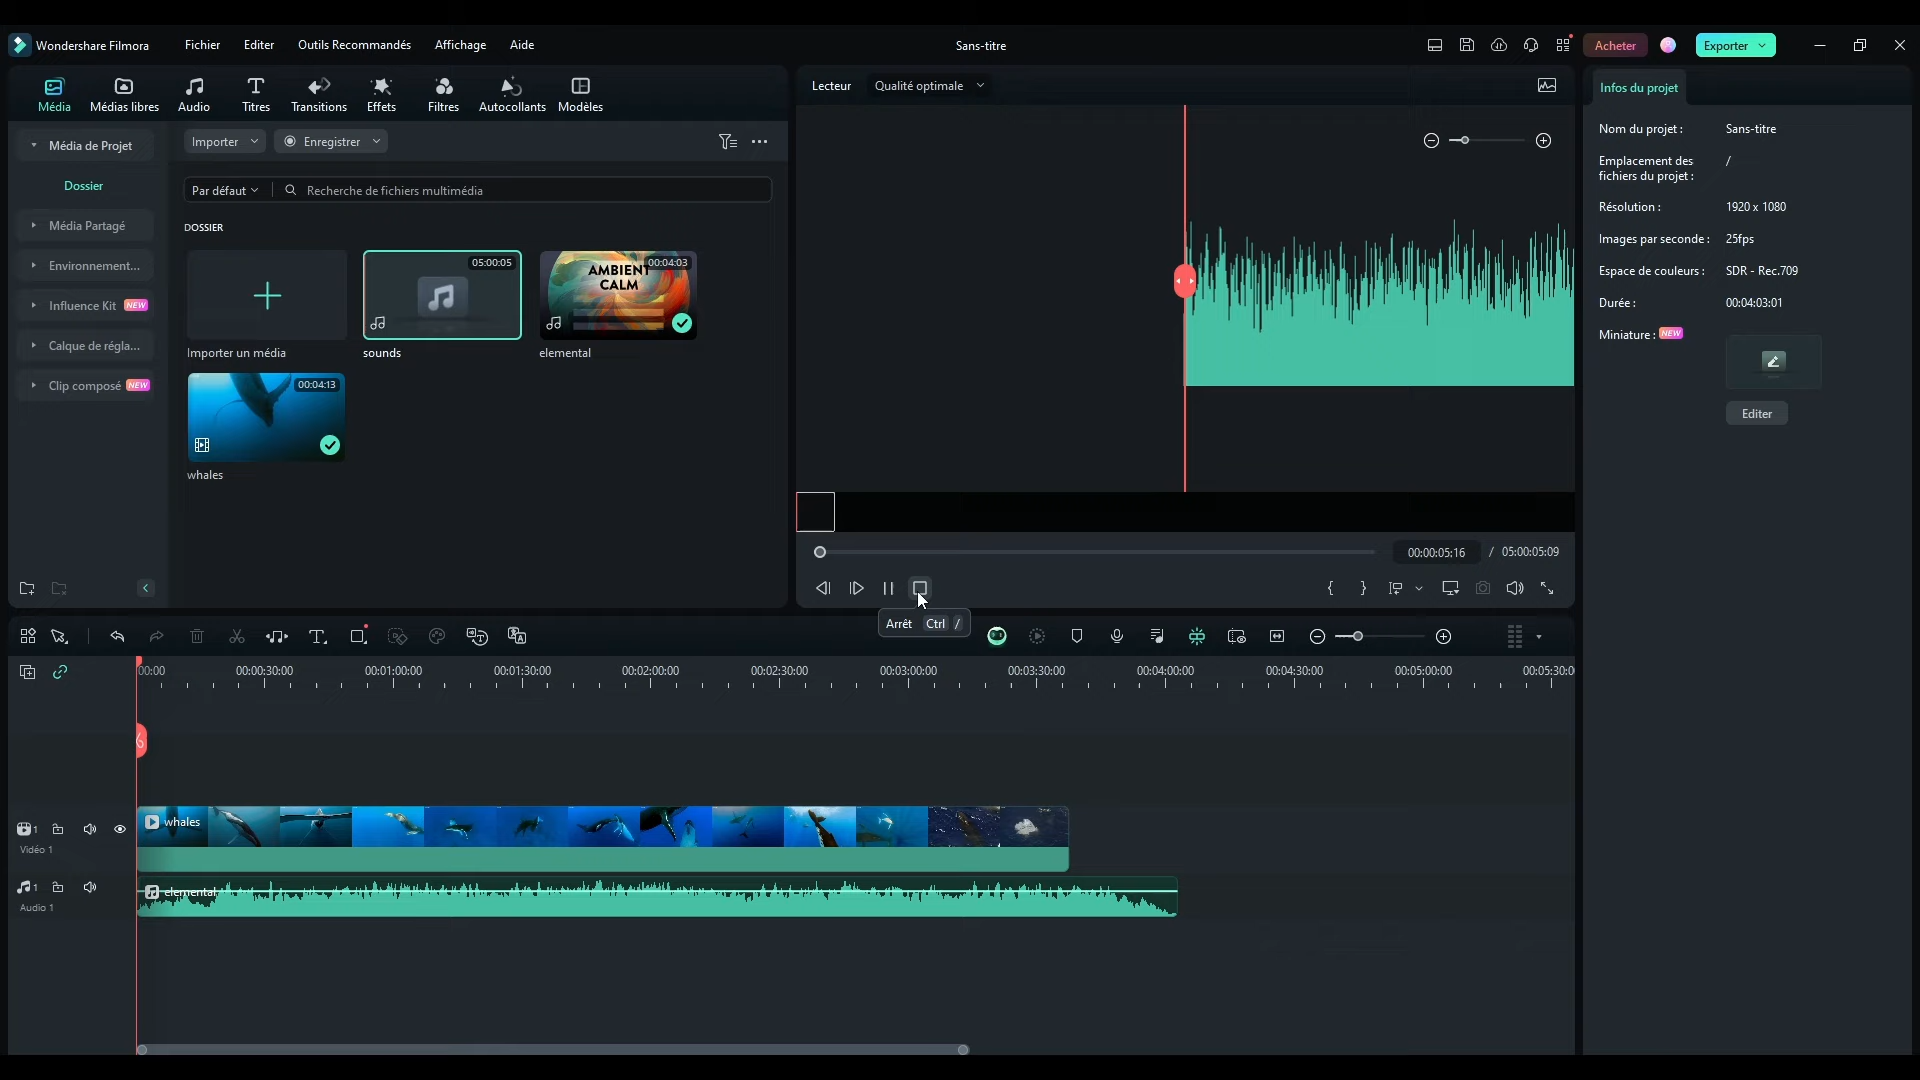 Wondershare Filmora
Fichier
Editer
Outils Recommandés
Affichage
Aide
Sans-titre
Acheter
Exporter
Média
Médias libres
Audio
Titres
Transitions
Effets
Filtres
Autocollants
Modèles
Média de Projet
Dossier
Média Partagé
Environnement...
Influence Kit NEW
Calque de régla...
Clip composé NEW
Importer
Enregistrer
Par défaut
Recherche de fichiers multimédia
DOSSIER
Importer un média
05:00:05
sounds
00:04:03
AMBIENT
CALM
elemental
00:04:13
whales
Lecteur
Qualité optimale
00:00:05:16 / 05:00:05:09
Arrêt Ctrl /
Infos du projet
Nom du projet : Sans-titre
Emplacement des /
fichiers du projet :
Résolution : 1920 x 1080
Images par seconde : 25fps
Espace de couleurs : SDR - Rec.709
Durée : 00:04:03:01
Miniature : NEW
Editer
00:00 00:00:30:00 00:01:00:00 00:01:30:00 00:02:00:00 00:02:30:00 00:03:00:00 00:03:30:00 00:04:00:00 00:04:30:00 00:05:00:00 00:05:30:0
1
whales
Vidéo 1
1
elemental
Audio 1